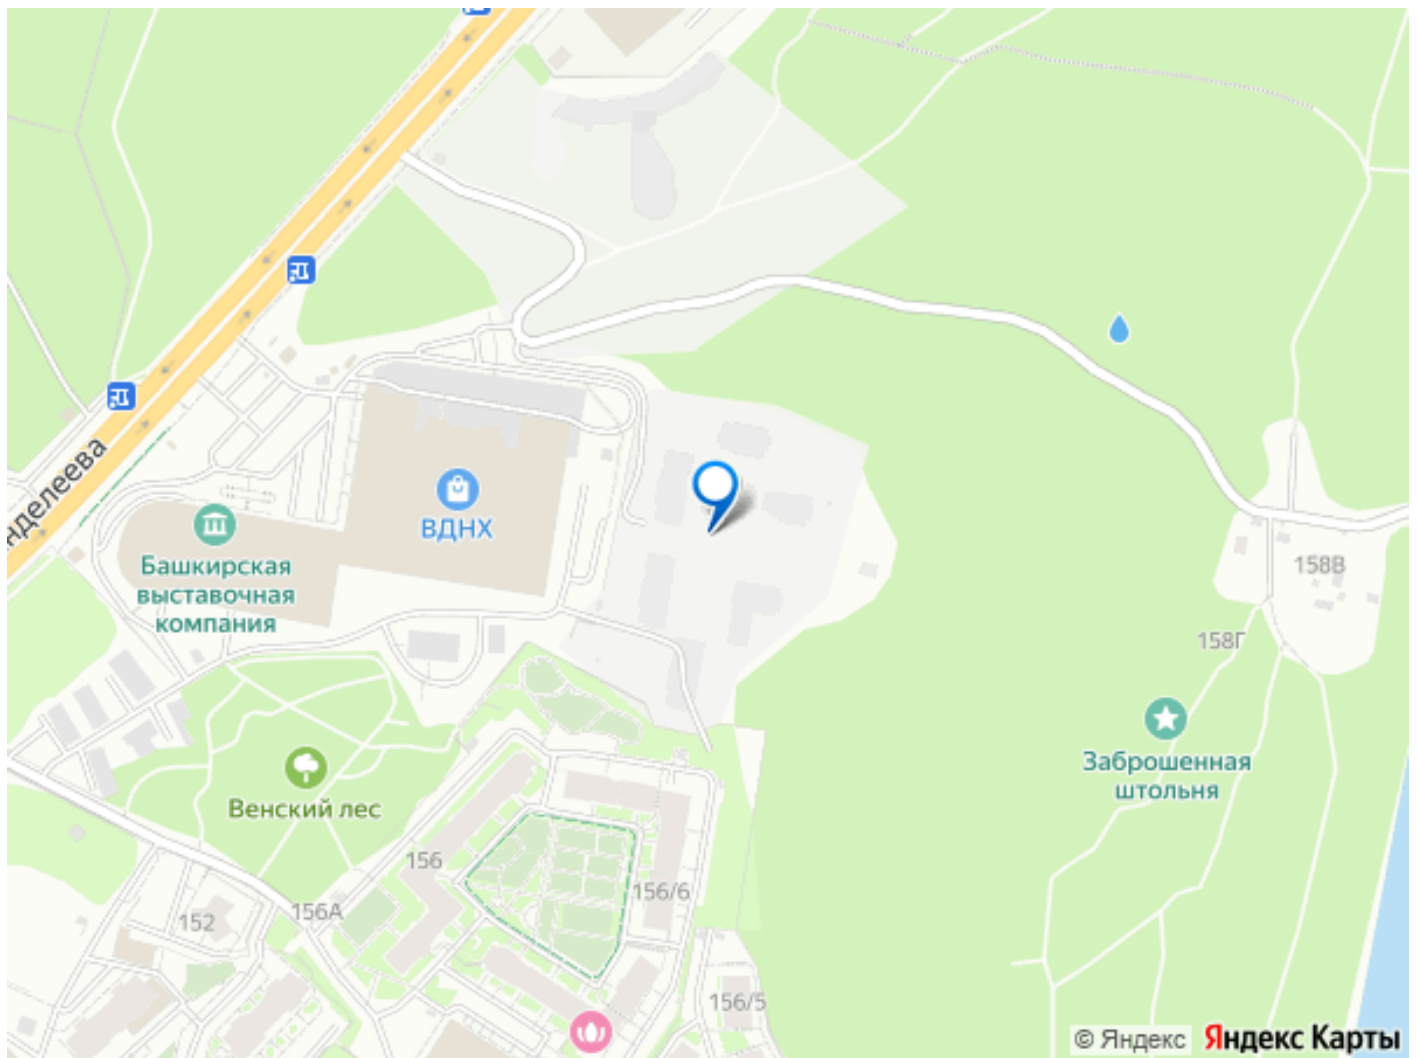 нделеева
ВДНХ
Башкирская
выставочная
компания
158В
158Г
Заброшенная
штольня
Венский лес
156
156/6
156А
152
156/5
© Яндекс Яндекс Карты